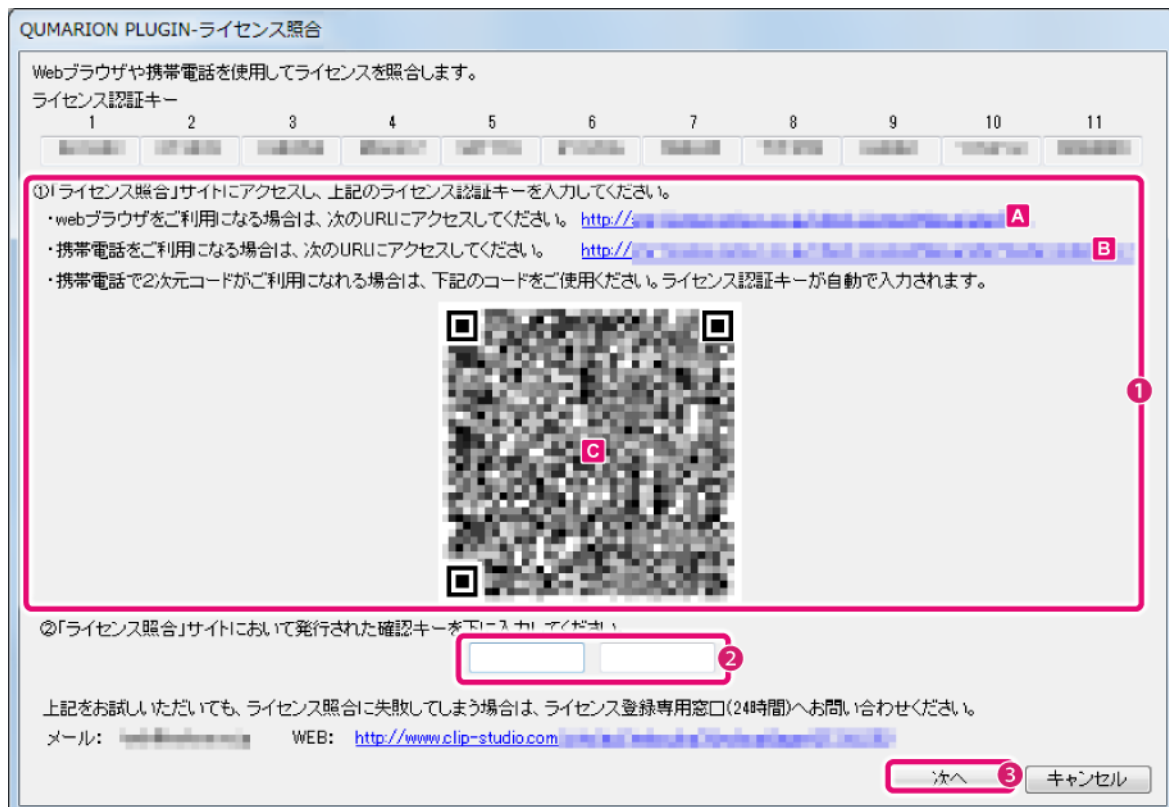 QUMARION PLUGIN-ライセンス照合
Webブラウザや携帯電話を使用してライセンスを照合します。
ライセンス認証キー
1 2 3 4 5 6 7 8 9 10 11
①「ライセンス照合」サイトにアクセスし、上記のライセンス認証キーを入力してください。
・webブラウザをご利用になる場合は、次のURLにアクセスしてください。 http:// A
・携帯電話をご利用になる場合は、次のURLにアクセスしてください。 http:// B
・携帯電話で2次元コードがご利用になれる場合は、下記のコードをご使用ください。ライセンス認証キーが自動で入力されます。
C
1
②「ライセンス照合」サイトにおいて発行された確認キーを下に入力してください
2
上記をお試しいただいても、ライセンス照合に失敗してしまう場合は、ライセンス登録専用窓口(24時間)へお問い合わせください。
メール: WEB: http://www.clip-studio.com
次へ 3 キャンセル